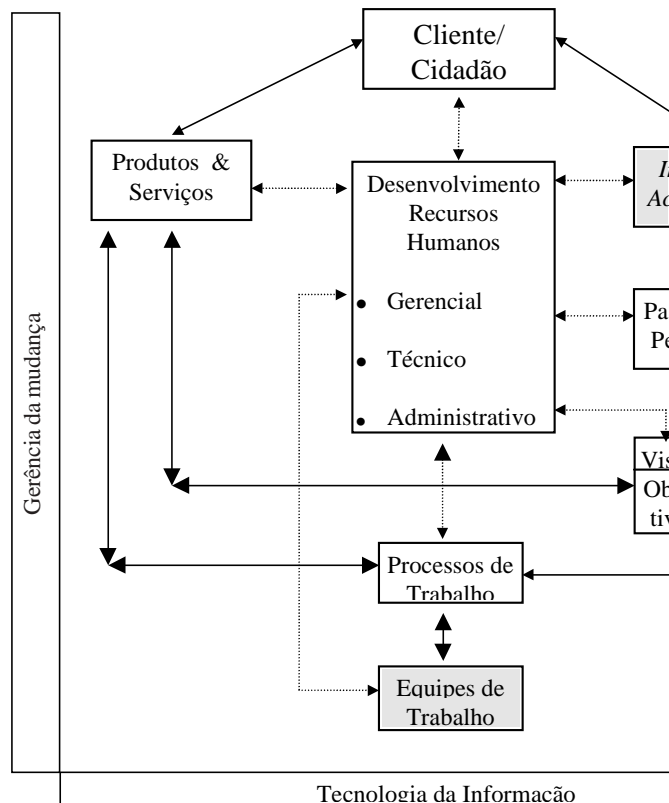 Cliente/
Cidadão
Produtos &
Serviços
Desenvolvimento
Recursos
Humanos
• Gerencial
• Técnico
• Administrativo
Gerência da mudança
Processos de
Trabalho
Equipes de
Trabalho
Tecnologia da Informação